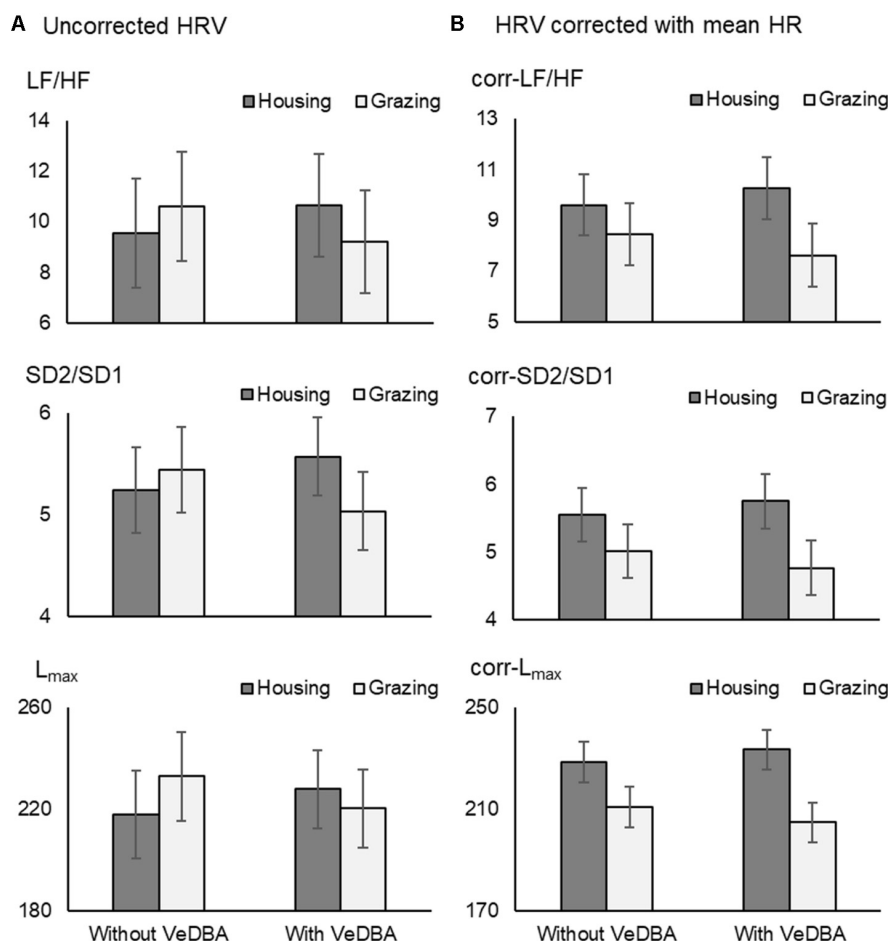 A Uncorrected HRV
LF/HF
Housing Grazing
14
12
10
8
6
SD2/SD1
Housing Grazing
6
5
4
Lmax
Housing Grazing
260
220
180
Without VeDBA With VeDBA
B HRV corrected with mean HR
corr-LF/HF
Housing Grazing
13
11
9
7
5
corr-SD2/SD1
Housing Grazing
7
6
5
4
corr-Lmax
Housing Grazing
250
210
170
Without VeDBA With VeDBA